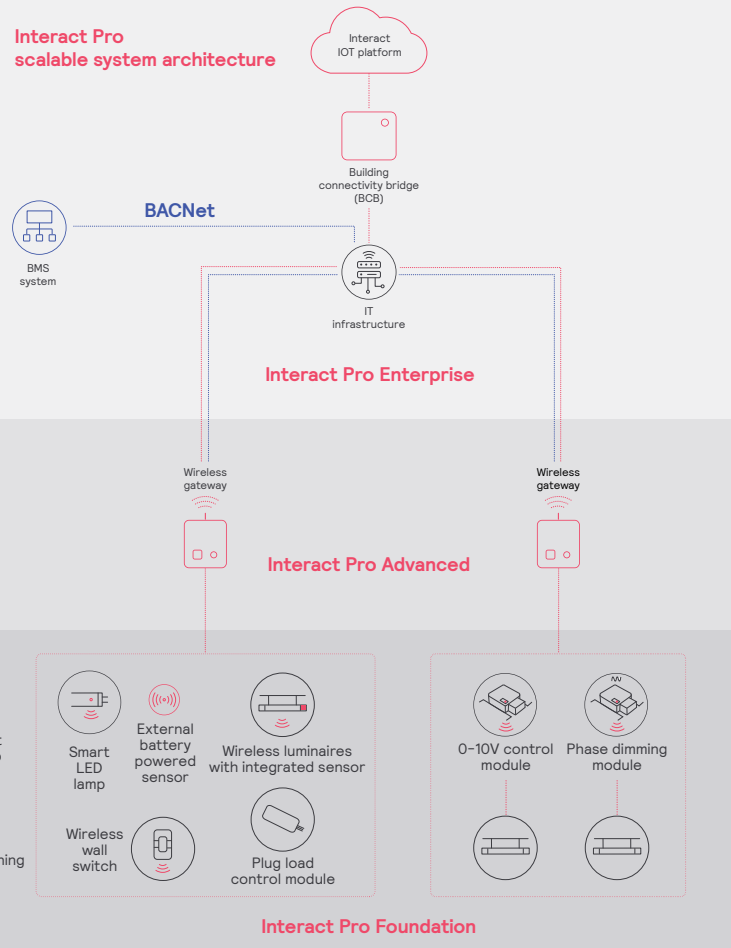 Interact Pro
scalable system architecture
Interact
IOT platform
Building
connectivity bridge
(BCB)
BACNet
BMS
system
IT
infrastructure
Interact Pro Enterprise
Wireless
gateway
Wireless
gateway
Interact Pro Advanced
Smart
LED
lamp
External
battery
powered
sensor
Wireless luminaires
with integrated sensor
0-10V control
module
Phase dimming
module
Wireless
wall
switch
Plug load
control module
Interact Pro Foundation